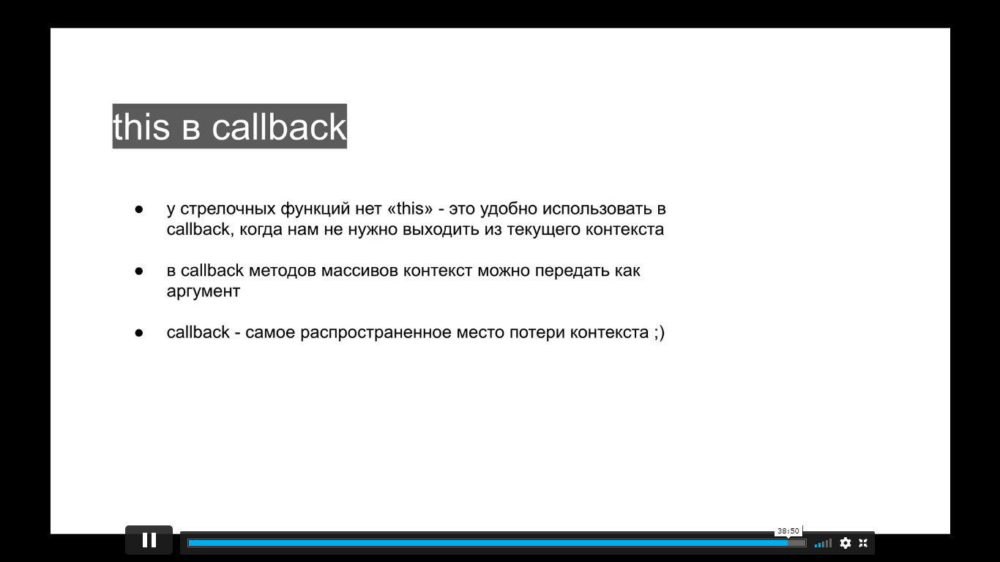 this в callback
● у стрелочных функций нет «this» - это удобно использовать в
callback, когда нам не нужно выходить из текущего контекста
● в callback методов массивов контекст можно передать как
аргумент
● callback - самое распространенное место потери контекста ;)
38:50